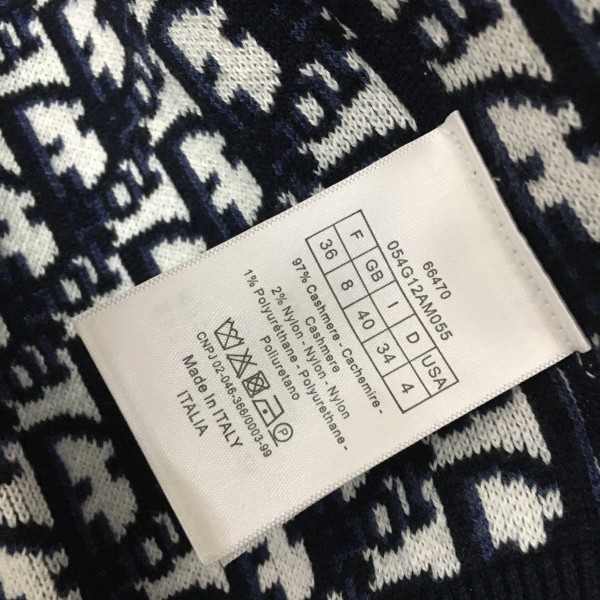 66470
054G12AM055
F GB I D USA
36 8 40 34 4
97% Cashmere - Cachemire -
Cashmere
2% Nylon - Nylon - Nylon
1% Polyuréthane - Polyurethane -
Poliuretano
P
CNPJ 02-046-366/0003-99
Made In ITALY
ITALIA